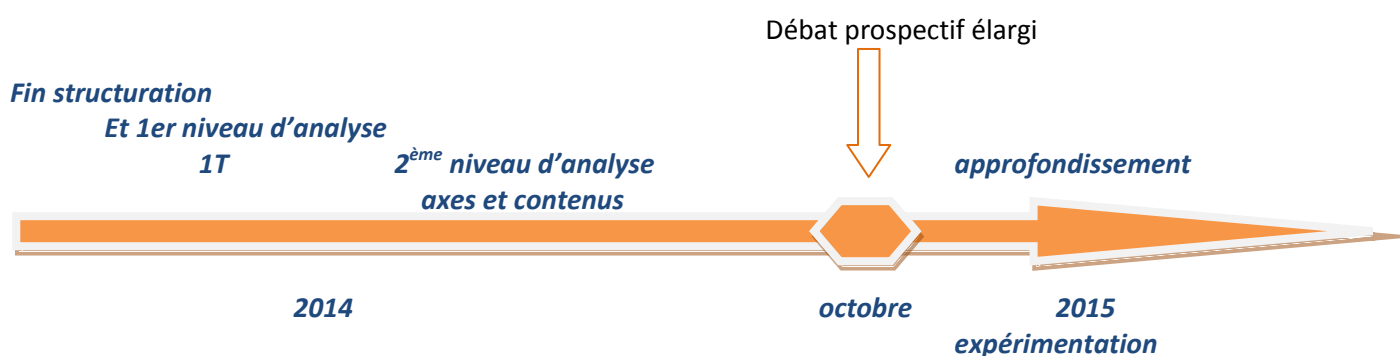 Débat prospectif élargi
Fin structuration
Et 1er niveau d’analyse
1T
2ème niveau d’analyse
axes et contenus
approfondissement
2014
octobre
2015
expérimentation